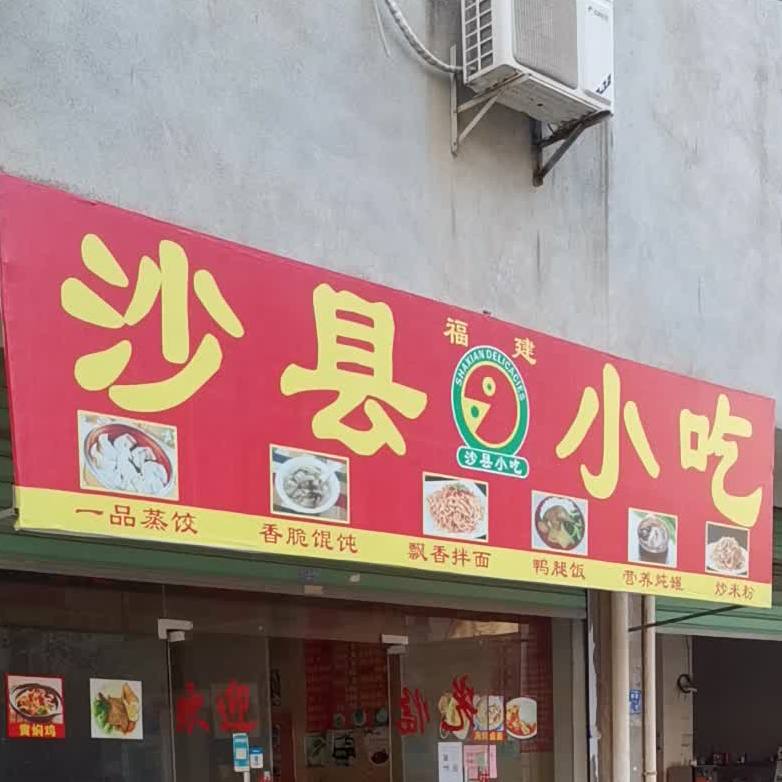 福建
沙县小吃
SHAXIAN DELICACIES
沙县小吃
一品蒸饺
香脆馄饨
飘香拌面
鸭腿饭
营养炖罐
炒米粉
黄焖鸡
欢迎光临